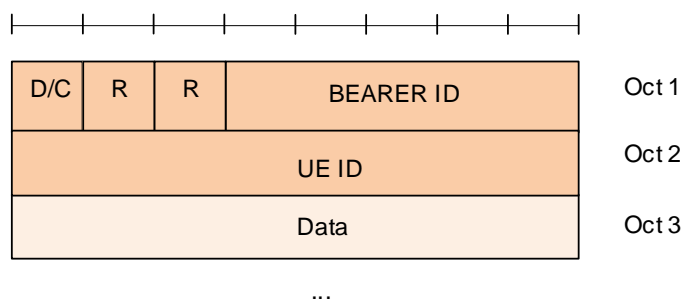 D/C R R BEARER ID Oct 1
UE ID Oct 2
Data Oct 3
...